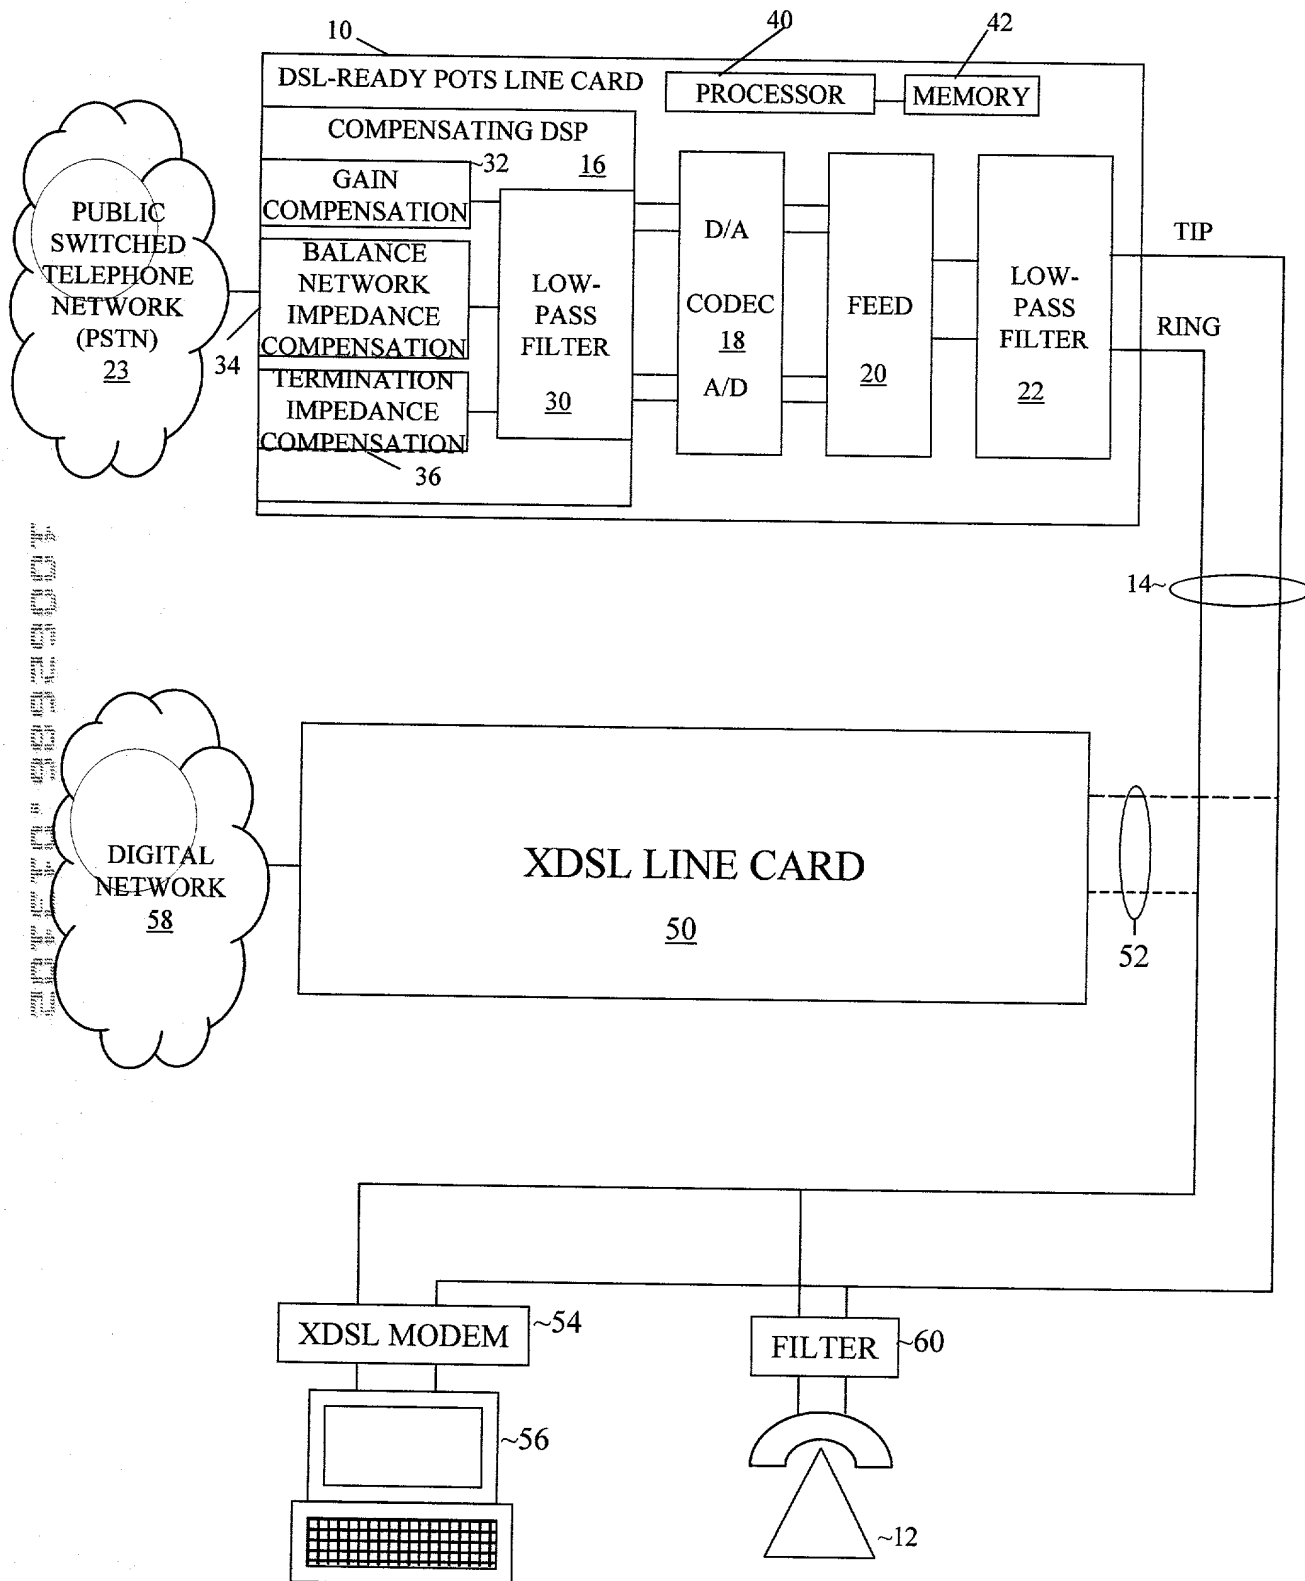 10
40
42
DSL-READY POTS LINE CARD
PROCESSOR
MEMORY
COMPENSATING DSP
~32
16
GAIN
COMPENSATION
PUBLIC
SWITCHED
TELEPHONE
NETWORK
(PSTN)
23
34
BALANCE
NETWORK
IMPEDANCE
COMPENSATION
TERMINATION
IMPEDANCE
COMPENSATION
36
LOW-
PASS
FILTER
30
D/A
CODEC
18
A/D
FEED
20
LOW-
PASS
FILTER
22
TIP
RING
14~
DIGITAL
NETWORK
58
XDSL LINE CARD
50
52
XDSL MODEM
~54
FILTER
~60
~56
~12